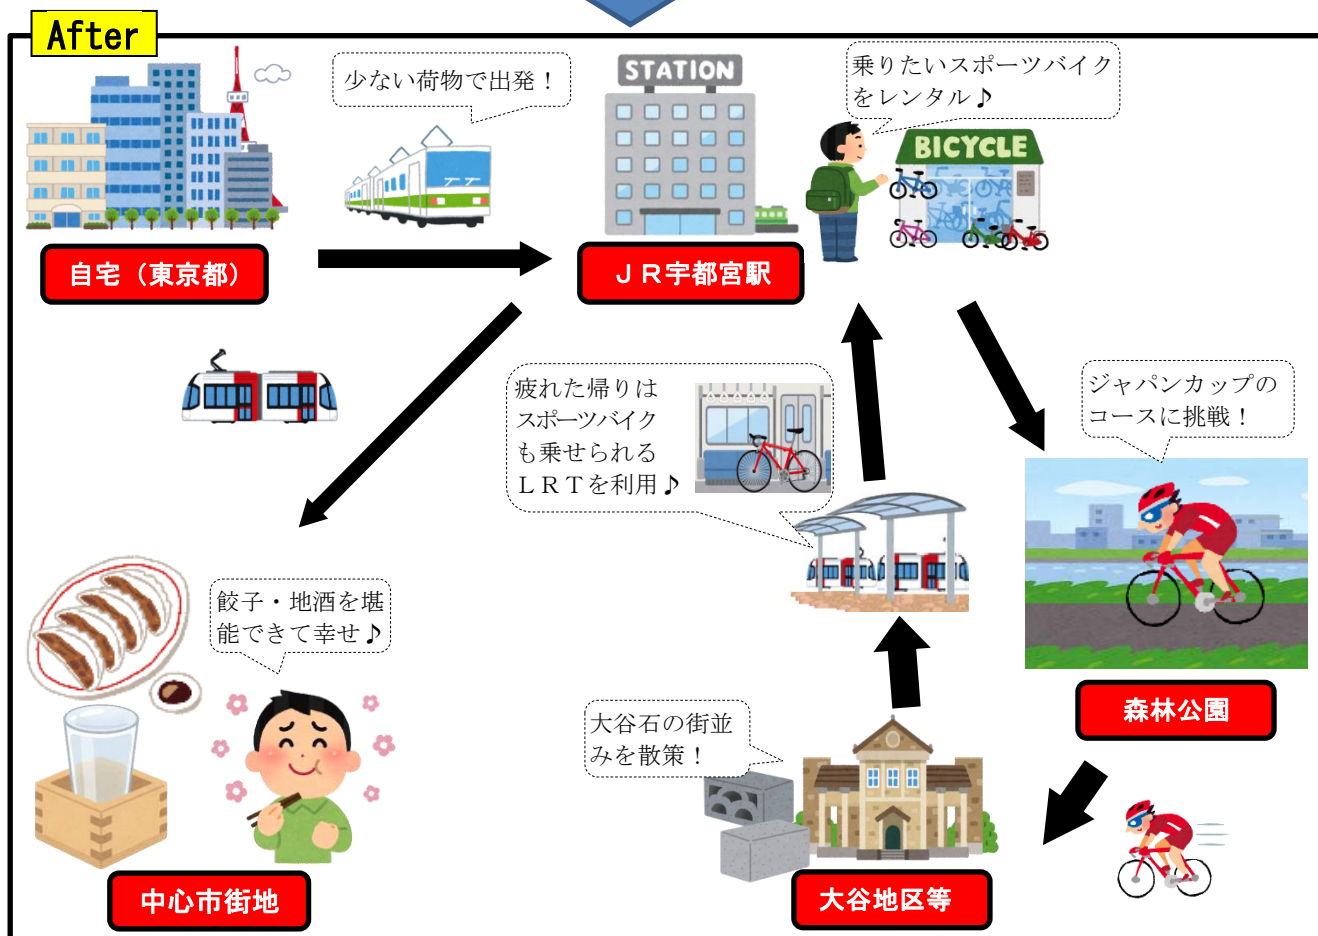 After
少ない荷物で出発！
STATION
乗りたいスポーツバイク
をレンタル♪
BICYCLE
自宅（東京都）
ＪＲ宇都宮駅
疲れた帰りは
スポーツバイク
も乗せられる
ＬＲＴを利用♪
ジャパンカップの
コースに挑戦！
餃子・地酒を堪
能できて幸せ♪
森林公園
大谷石の街並
みを散策！
中心市街地
大谷地区等